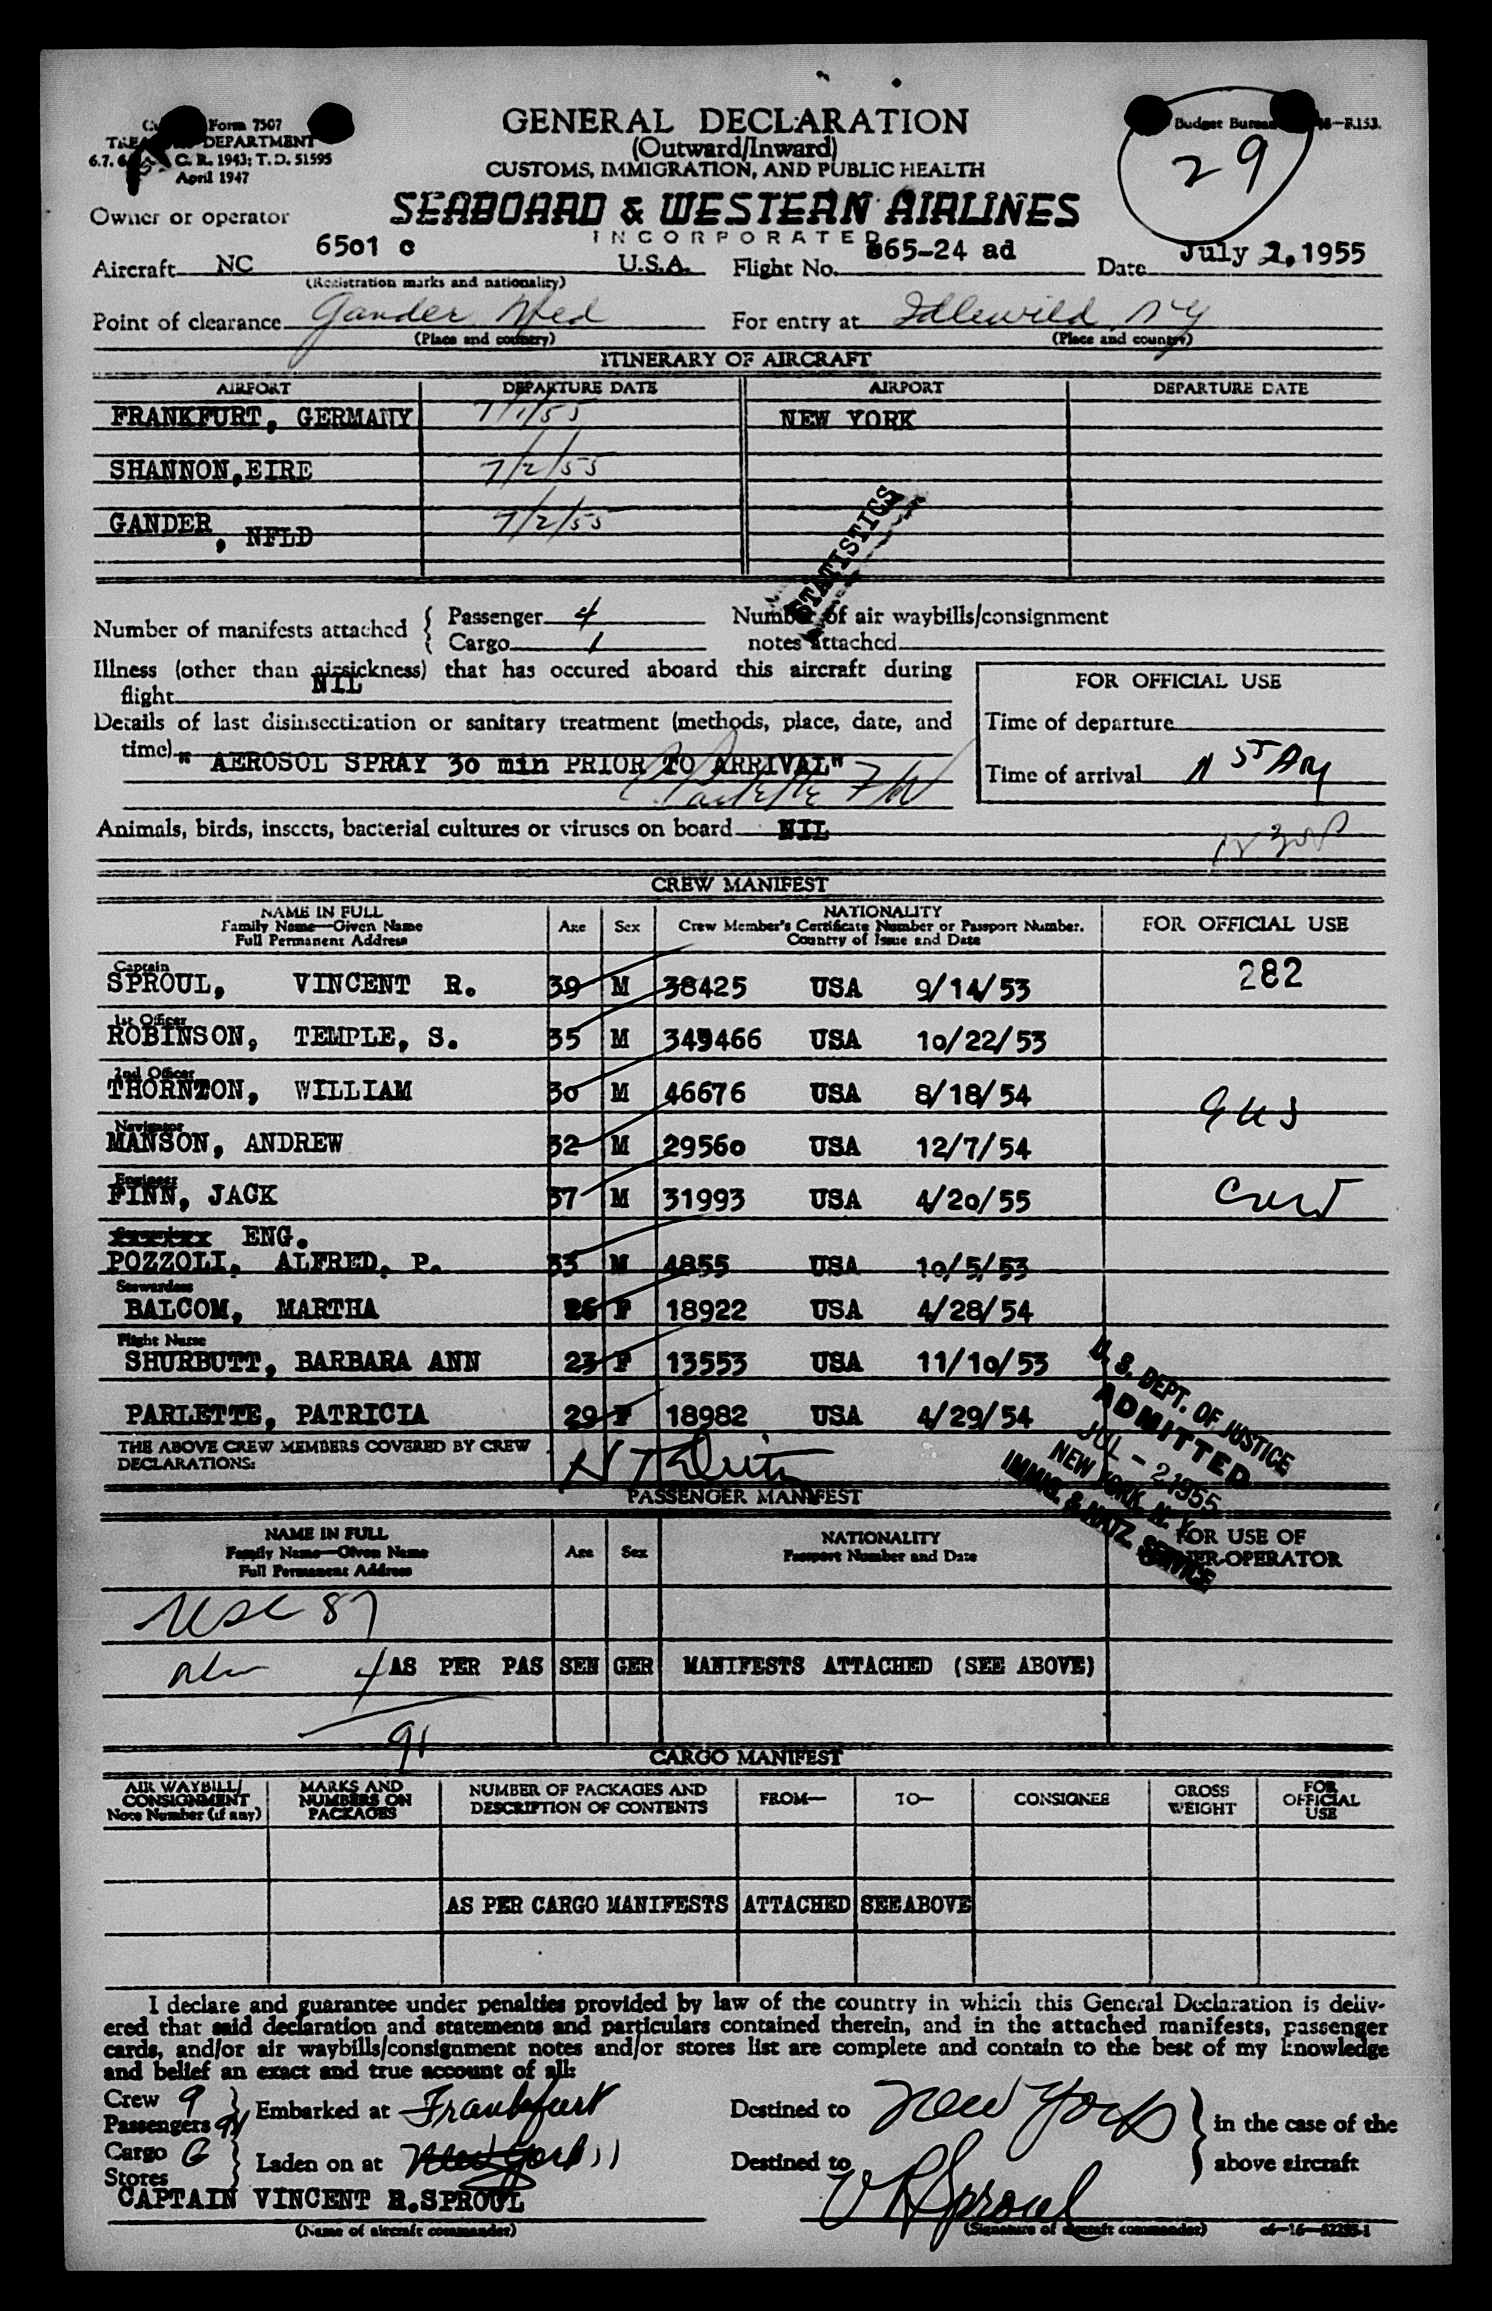 Form 7507
TREASURY DEPARTMENT
C. R. 1943; T. D. 51595
April 1947
GENERAL DECLARATION
(Outward/Inward)
CUSTOMS, IMMIGRATION, AND PUBLIC HEALTH
Budget Bureau
29
Owner or operator SEABOARD & WESTERN AIRLINES
INCORPORATED
Aircraft NC 6501 C U.S.A. Flight No. 865-24 ad Date July 2, 1955
(Registration marks and nationality)
Point of clearance Gander Nfld For entry at Idlewild NY
(Place and country) (Place and country)
ITINERARY OF AIRCRAFT
AIRPORT DEPARTURE DATE AIRPORT DEPARTURE DATE
FRANKFURT, GERMANY 7/1/55 NEW YORK
SHANNON, EIRE 7/2/55
GANDER, NFLD 7/2/55
STATISTICS
Number of manifests attached { Passenger 4 Number of air waybills/consignment
Cargo 1 notes attached
Illness (other than airsickness) that has occured aboard this aircraft during
flight NIL
FOR OFFICIAL USE
Details of last disinsectization or sanitary treatment (methods, place, date, and
time) " AEROSOL SPRAY 30 min PRIOR TO ARRIVAL"
P Parlette F/N
Time of departure
Time of arrival 11 55 AM
Animals, birds, insects, bacterial cultures or viruses on board NIL
CREW MANIFEST
NAME IN FULL
Family Name—Given Name
Full Permanent Address
Age Sex
NATIONALITY
Crew Member's Certificate Number or Passport Number.
Country of Issue and Date
FOR OFFICIAL USE
Captain
SPROUL, VINCENT R. 39 M 38425 USA 9/14/53 282
1st Officer
ROBINSON, TEMPLE, S. 35 M 349466 USA 10/22/53
2nd Officer
THORNTON, WILLIAM 30 M 46676 USA 8/18/54
Navigator
MANSON, ANDREW 32 M 29560 USA 12/7/54
Engineer
FINN, JACK 37 M 31993 USA 4/20/55
ENG.
POZZOLI, ALFRED, P. 33 M 4855 USA 10/5/53
Stewardess
BALCOM, MARTHA 26 F 18922 USA 4/28/54
Flight Nurse
SHURBUTT, BARBARA ANN 23 F 13553 USA 11/10/53
PARLETTE, PATRICIA 29 F 18982 USA 4/29/54
THE ABOVE CREW MEMBERS COVERED BY CREW
DECLARATIONS:
U. S. DEPT. OF JUSTICE
ADMITTED
JUL - 2 1955
NEW YORK, N. Y.
IMMIG. & NATZ. SERVICE
PASSENGER MANIFEST
NAME IN FULL
Family Name—Given Name
Full Permanent Address
Age Sex
NATIONALITY
Passport Number and Date
FOR USE OF
OWNER-OPERATOR
USC 87
4 AS PER PASSENGER MANIFESTS ATTACHED (SEE ABOVE)
91
CARGO MANIFEST
AIR WAYBILL/
CONSIGNMENT
Note Number (if any)
MARKS AND
NUMBERS ON
PACKAGES
NUMBER OF PACKAGES AND
DESCRIPTION OF CONTENTS
FROM—
TO—
CONSIGNEE
GROSS
WEIGHT
FOR
OFFICIAL
USE
AS PER CARGO MANIFESTS ATTACHED SEE ABOVE
I declare and guarantee under penalties provided by law of the country in which this General Declaration is deliv-
ered that said declaration and statements and particulars contained therein, and in the attached manifests, passenger
cards, and/or air waybills/consignment notes and/or stores list are complete and contain to the best of my knowledge
and belief an exact and true account of all:
Crew 9
Passengers 91 } Embarked at Frankfurt Destined to New York } in the case of the
Cargo
Stores } Laden on at New York Destined to } above aircraft
CAPTAIN VINCENT R. SPROUL V R Sproul
(Name of aircraft commander) (Signature of aircraft commander)